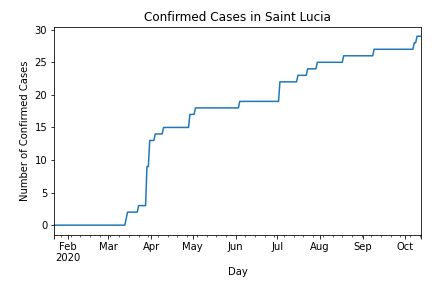 Confirmed Cases in Saint Lucia
Number of Confirmed Cases
30
25
20
15
10
5
0
Feb Mar Apr May Jun Jul Aug Sep Oct
2020
Day